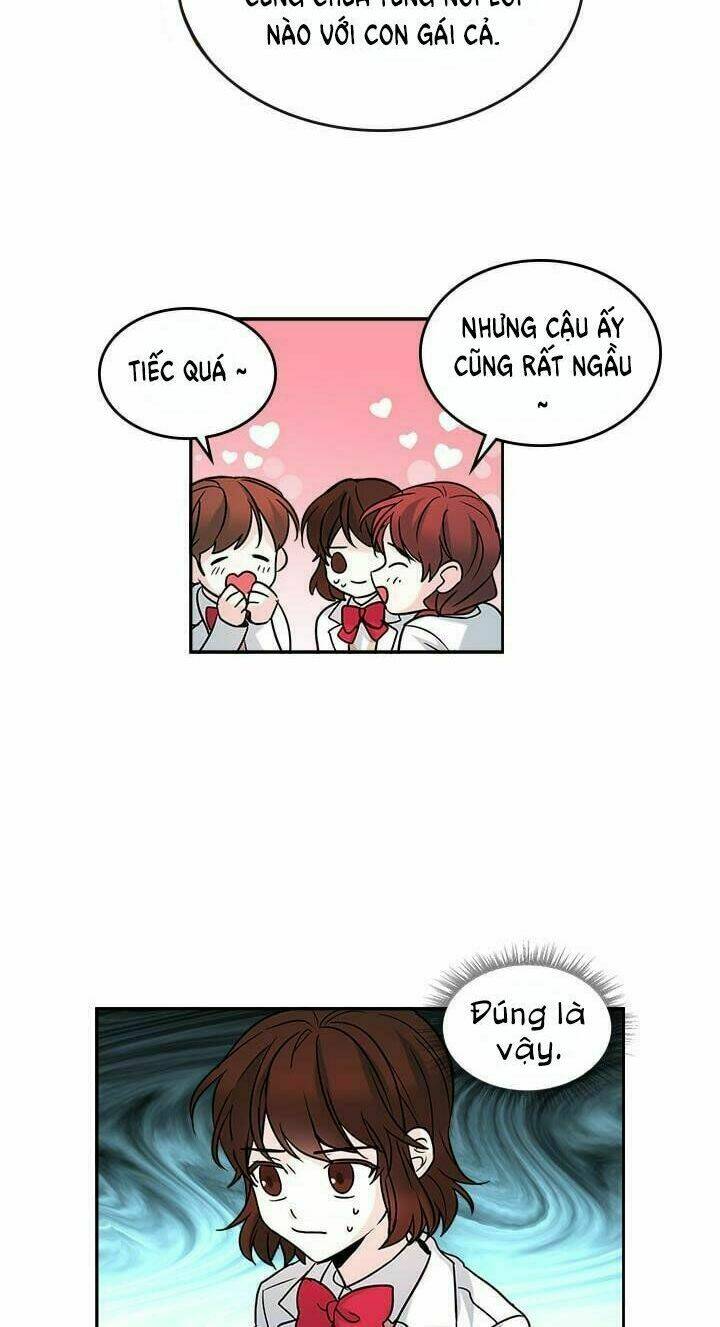 NÀO VỚI CON GÁI CẢ.
TIẾC QUÁ ~
NHƯNG CẬU ẤY
CŨNG RẤT NGẦU
~
Đúng là
vậy.